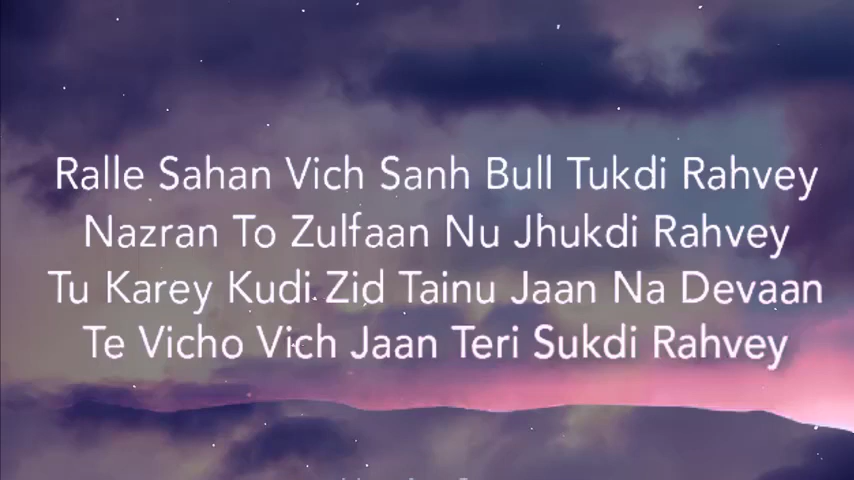 Ralle Sahan Vich Sanh Bull Tukdi Rahvey
Nazran To Zulfaan Nu Jhukdi Rahvey
Tu Karey Kudi Zid Tainu Jaan Na Devaan
Te Vicho Vich Jaan Teri Sukdi Rahvey